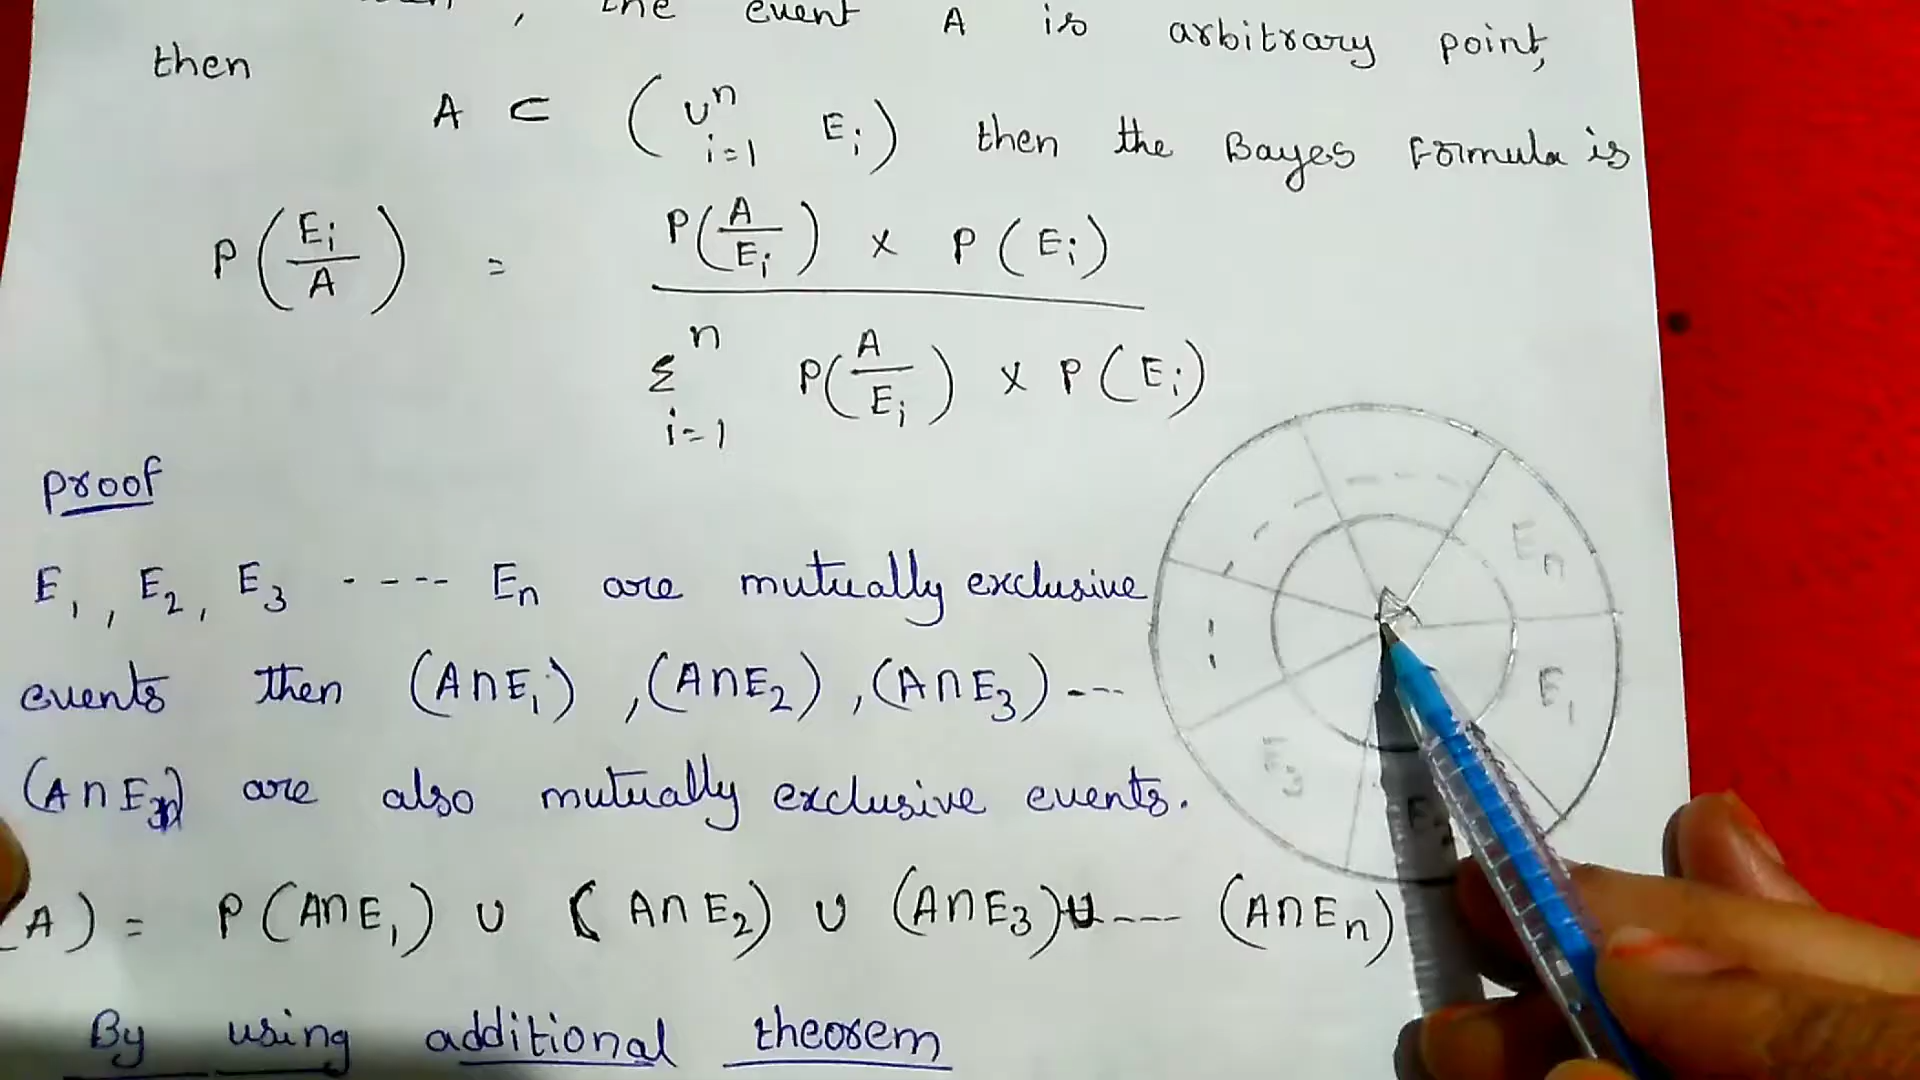 , the event A is arbitrary point,
then
A ⊂ (∪ⁿᵢ₌₁ Eᵢ) then the Bayes Formula is
P(Eᵢ/A) = P(A/Eᵢ) x P(Eᵢ) / Σⁿᵢ₌₁ P(A/Eᵢ) x P(Eᵢ)
Proof
E₁, E₂, E₃ ---- Eₙ are mutually exclusive
events then (A∩E₁), (A∩E₂), (A∩E₃) ---
(A∩Eₙ) are also mutually exclusive events.
(A) = P(A∩E₁) ∪ (A∩E₂) ∪ (A∩E₃)∪---- (A∩Eₙ)
By using additional theorem
Eₙ
E₁
E₃